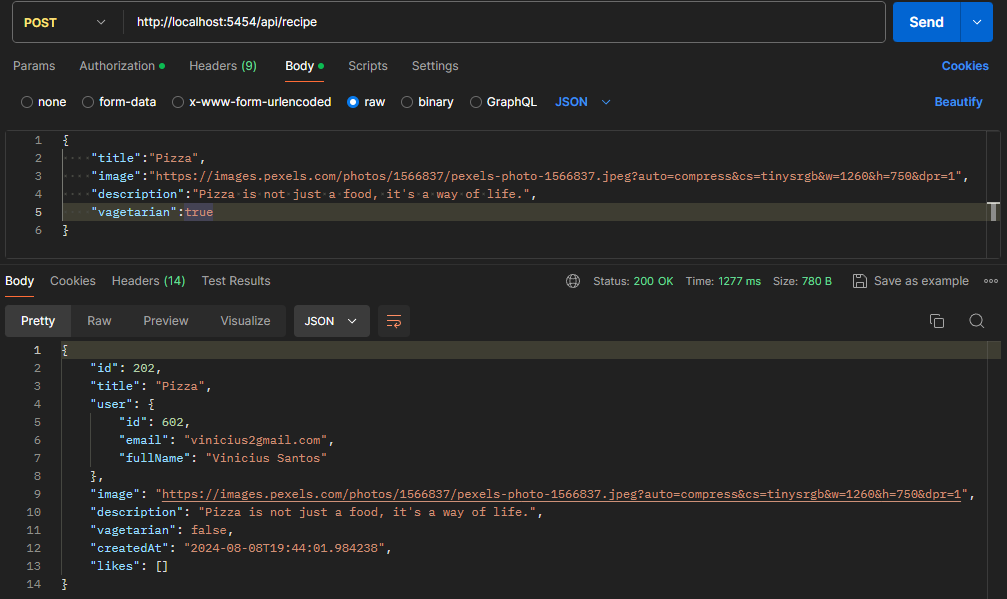 POST http://localhost:5454/api/recipe Send
Params Authorization Headers (9) Body Scripts Settings Cookies
none form-data x-www-form-urlencoded raw binary GraphQL JSON Beautify
1 {
2 "title":"Pizza",
3 "image":"https://images.pexels.com/photos/1566837/pexels-photo-1566837.jpeg?auto=compress&cs=tinysrgb&w=1260&h=750&dpr=1",
4 "description":"Pizza is not just a food, it's a way of life.",
5 "vagetarian":true
6 }
Body Cookies Headers (14) Test Results Status: 200 OK Time: 1277 ms Size: 780 B Save as example
Pretty Raw Preview Visualize JSON
1 {
2 "id": 202,
3 "title": "Pizza",
4 "user": {
5 "id": 602,
6 "email": "vinicius2gmail.com",
7 "fullName": "Vinicius Santos"
8 },
9 "image": "https://images.pexels.com/photos/1566837/pexels-photo-1566837.jpeg?auto=compress&cs=tinysrgb&w=1260&h=750&dpr=1",
10 "description": "Pizza is not just a food, it's a way of life.",
11 "vagetarian": false,
12 "createdAt": "2024-08-08T19:44:01.984238",
13 "likes": []
14 }